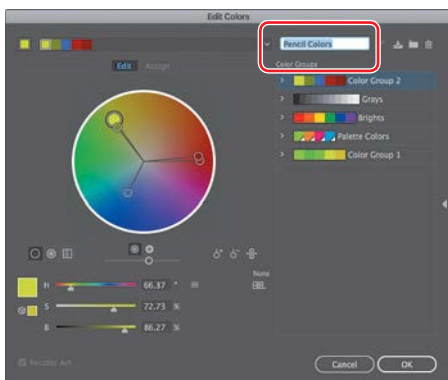 Edit Colors
Pencil Colors
Edit Assign
Color Groups
Color Group 2
Grays
Brights
Palette Colors
Color Group 1
None
H 66.37 °
S 72.73 %
B 86.27 %
Recolor Art
Cancel OK